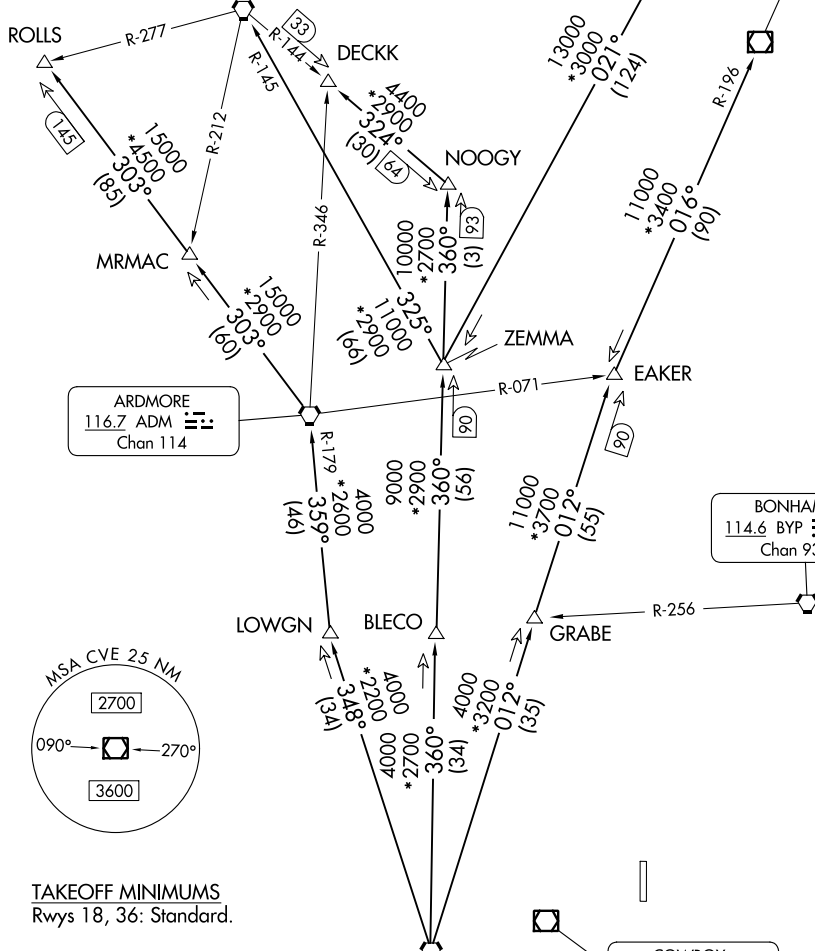 ROLLS
R-277
33
R-144
DECKK
R-145
13000
*3000
021°
(124)
R-196
145
15000
*4500
303°
(85)
R-212
4400
*2900
324°
(30)
64
NOOGY
93
R-346
10000
*2700
360°
(3)
11000
*3400
016°
(90)
MRMAC
15000
*2900
303°
(60)
325°
11000
*2900
(66)
ZEMMA
EAKER
R-071
ARDMORE
116.7 ADM
Chan 114
90
90
R-179
4000
*2600
359°
(46)
9000
*2900
360°
(56)
11000
*3700
012°
(55)
BONHAM
114.6 BYP
Chan 93
R-256
LOWGN
BLECO
GRABE
MSA CVE 25 NM
2700
090°
270°
3600
4000
*2200
348°
(34)
4000
*2700
360°
(34)
4000
*3200
012°
(35)
TAKEOFF MINIMUMS
Rwys 18, 36: Standard.